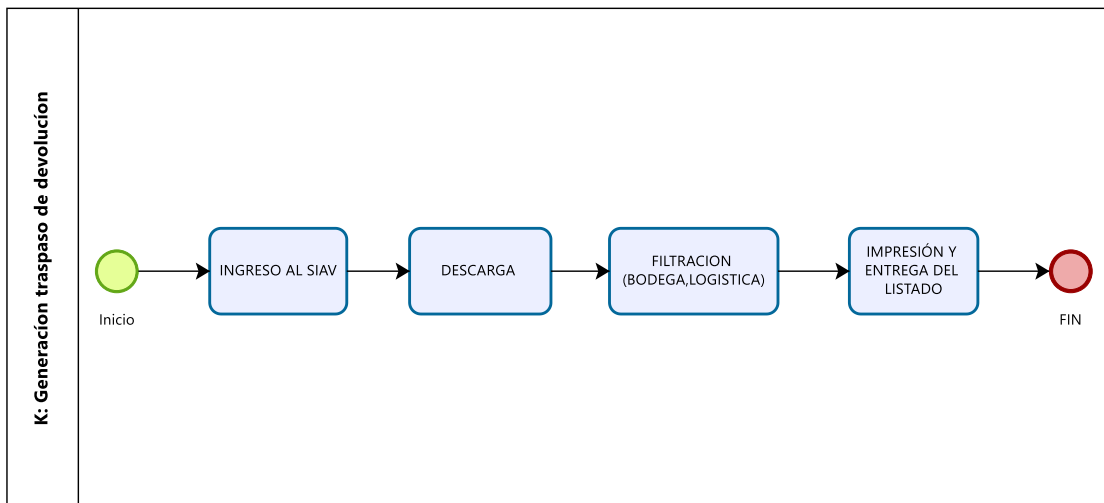 K: Generacíon traspaso de devolucíon
Inicio
INGRESO AL SIAV
DESCARGA
FILTRACION
(BODEGA,LOGISTICA)
IMPRESIÓN Y
ENTREGA DEL
LISTADO
FIN